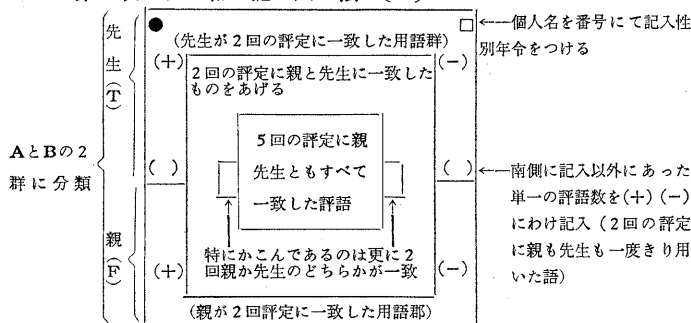 先生(T)
親(F)
AとBの2
群に分類
●
□
(先生が2回の評定に一致した用語群)
(+)
(−)
2回の評定に親と先生に一致した
ものをあげる
5回の評定に親
先生ともすべて
一致した評語
( )
( )
特にかこんであるのは更に2
回親か先生のどちらかが一致
(+)
(−)
(親が2回評定に一致した用語郡)
←個人名を番号にて記入性
別年令をつける
←南側に記入以外にあった
単一の評語数を(+)(−)
にわけ記入(2回の評定
に親も先生も一度きり用
いた語)